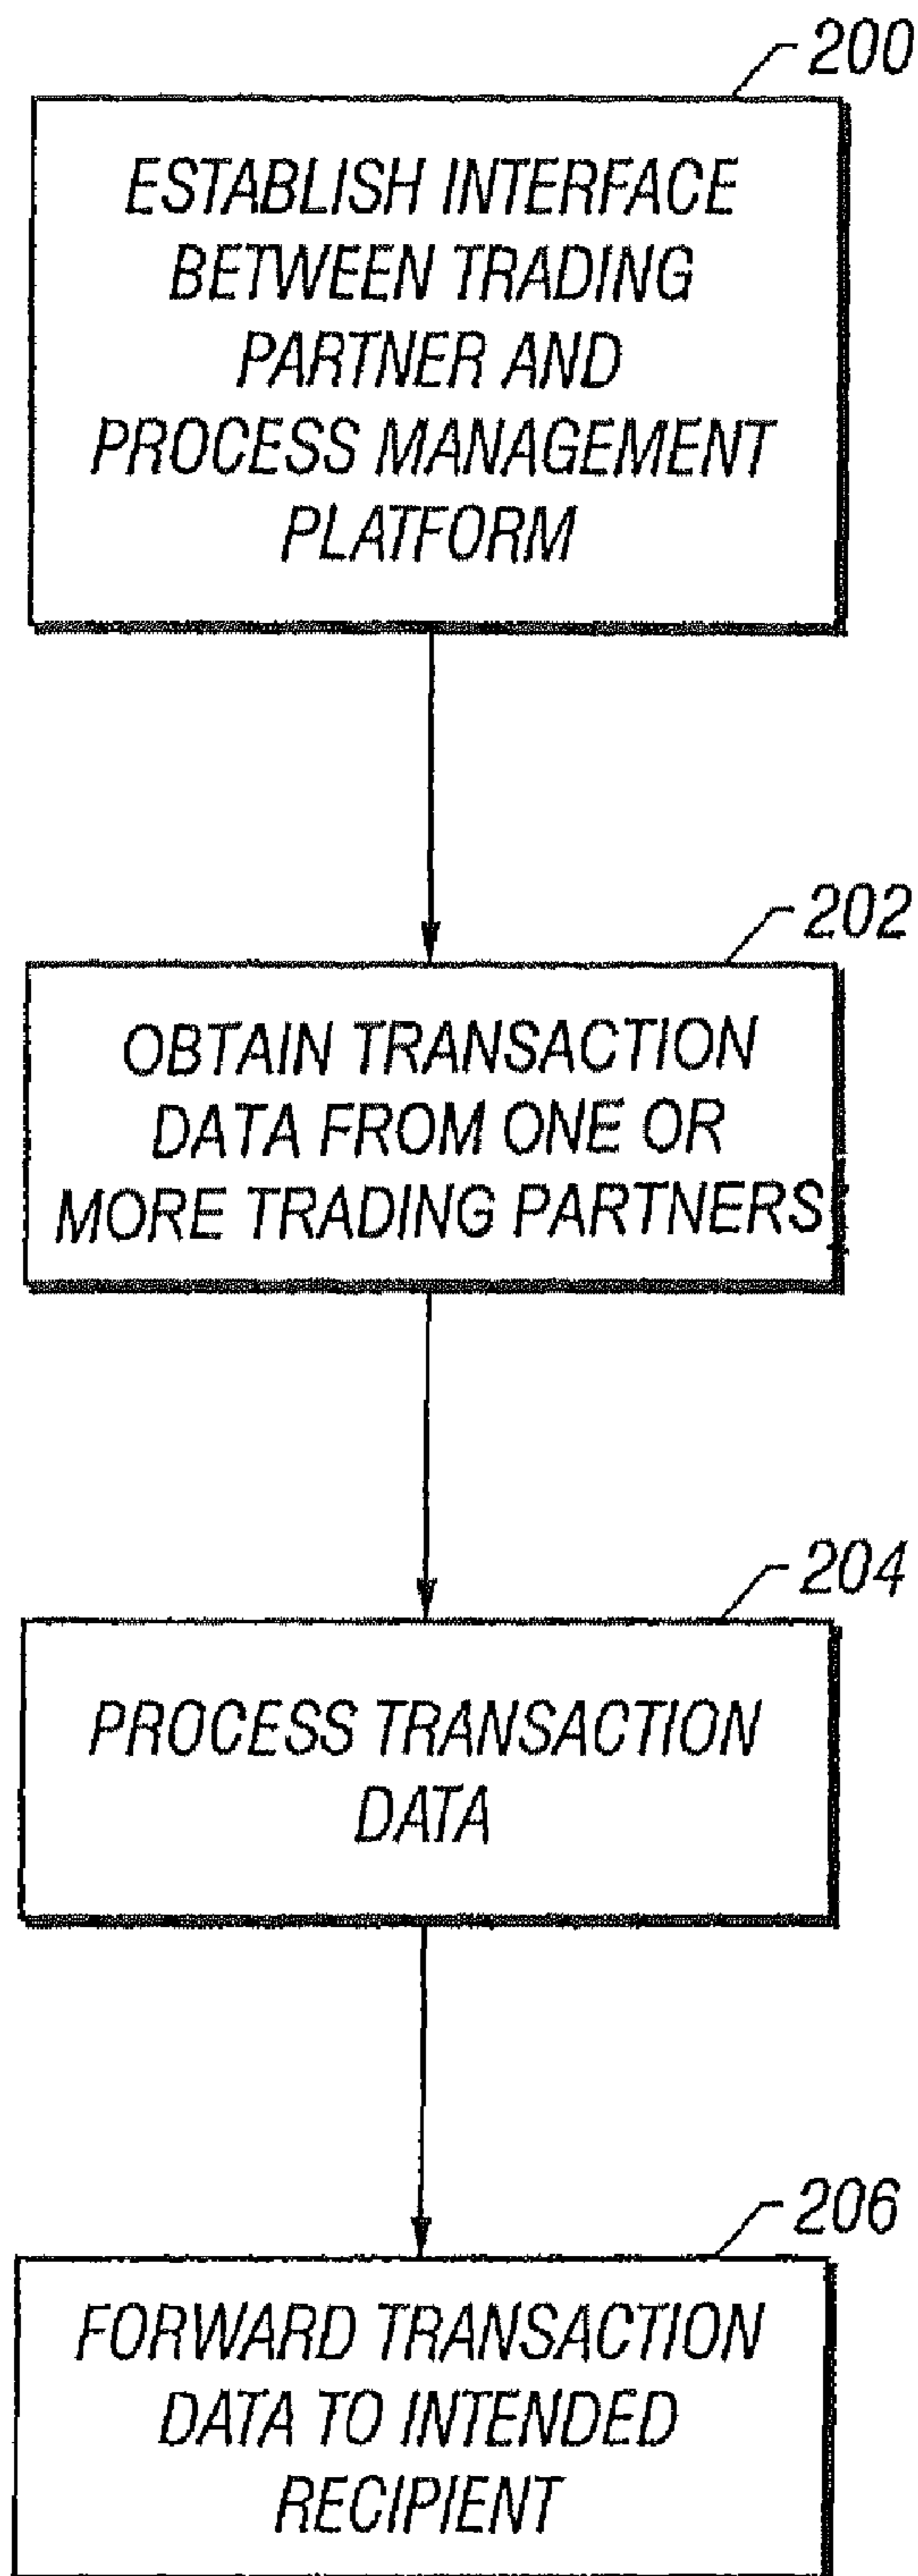 200
ESTABLISH INTERFACE
BETWEEN TRADING
PARTNER AND
PROCESS MANAGEMENT
PLATFORM
202
OBTAIN TRANSACTION
DATA FROM ONE OR
MORE TRADING PARTNERS
204
PROCESS TRANSACTION
DATA
206
FORWARD TRANSACTION
DATA TO INTENDED
RECIPIENT